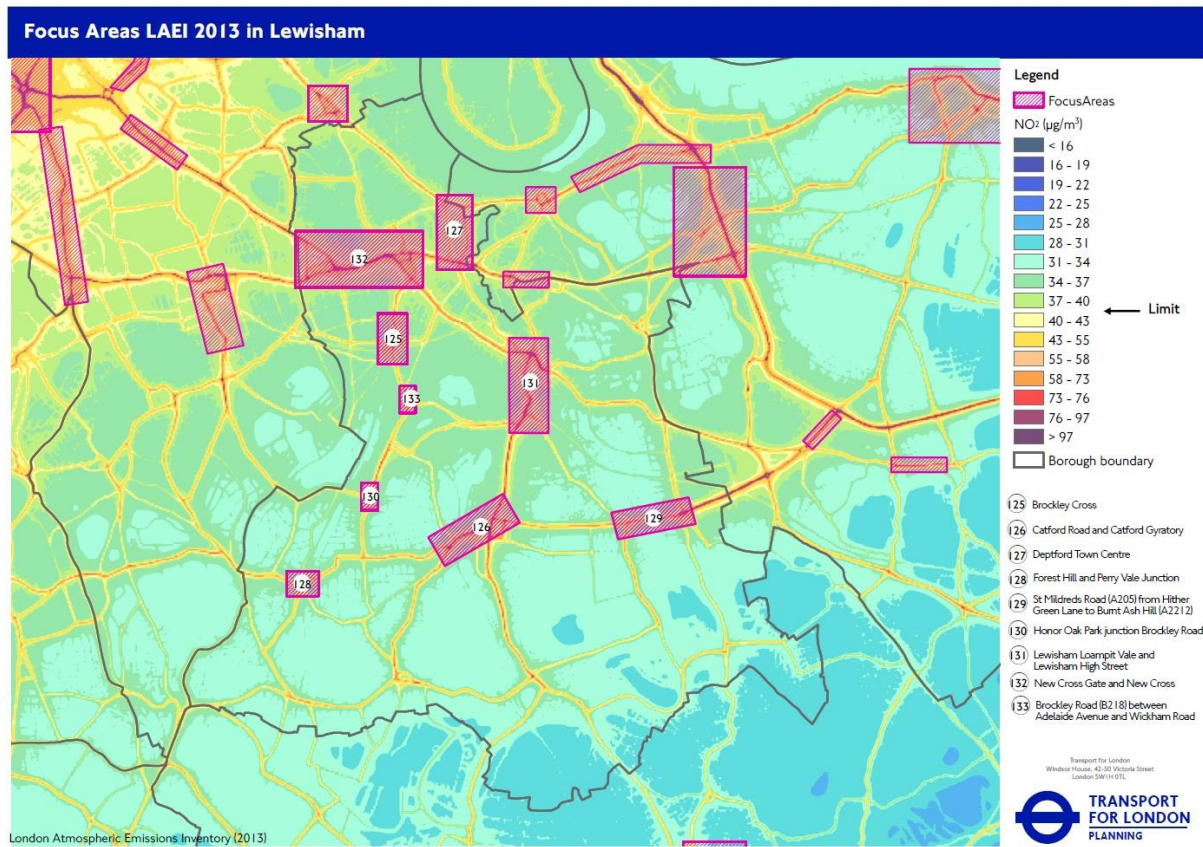 Focus Areas LAEI 2013 in Lewisham
127
132
125
131
133
130
126
129
128
London Atmospheric Emissions Inventory (2013)
Legend
FocusAreas
NO2 (µg/m³)
< 16
16 - 19
19 - 22
22 - 25
25 - 28
28 - 31
31 - 34
34 - 37
37 - 40
40 - 43
43 - 55
55 - 58
58 - 73
73 - 76
76 - 97
> 97
Borough boundary
Limit
125 Brockley Cross
126 Catford Road and Catford Gyratory
127 Deptford Town Centre
128 Forest Hill and Perry Vale Junction
129 St Mildreds Road (A205) from Hither
Green Lane to Burnt Ash Hill (A2212)
130 Honor Oak Park junction Brockley Road
131 Lewisham Loampit Vale and
Lewisham High Street
132 New Cross Gate and New Cross
133 Brockley Road (B218) between
Adelaide Avenue and Wickham Road
Transport for London
Windsor House, 42-50 Victoria Street
London SW1H 0TL
TRANSPORT
FOR LONDON
PLANNING